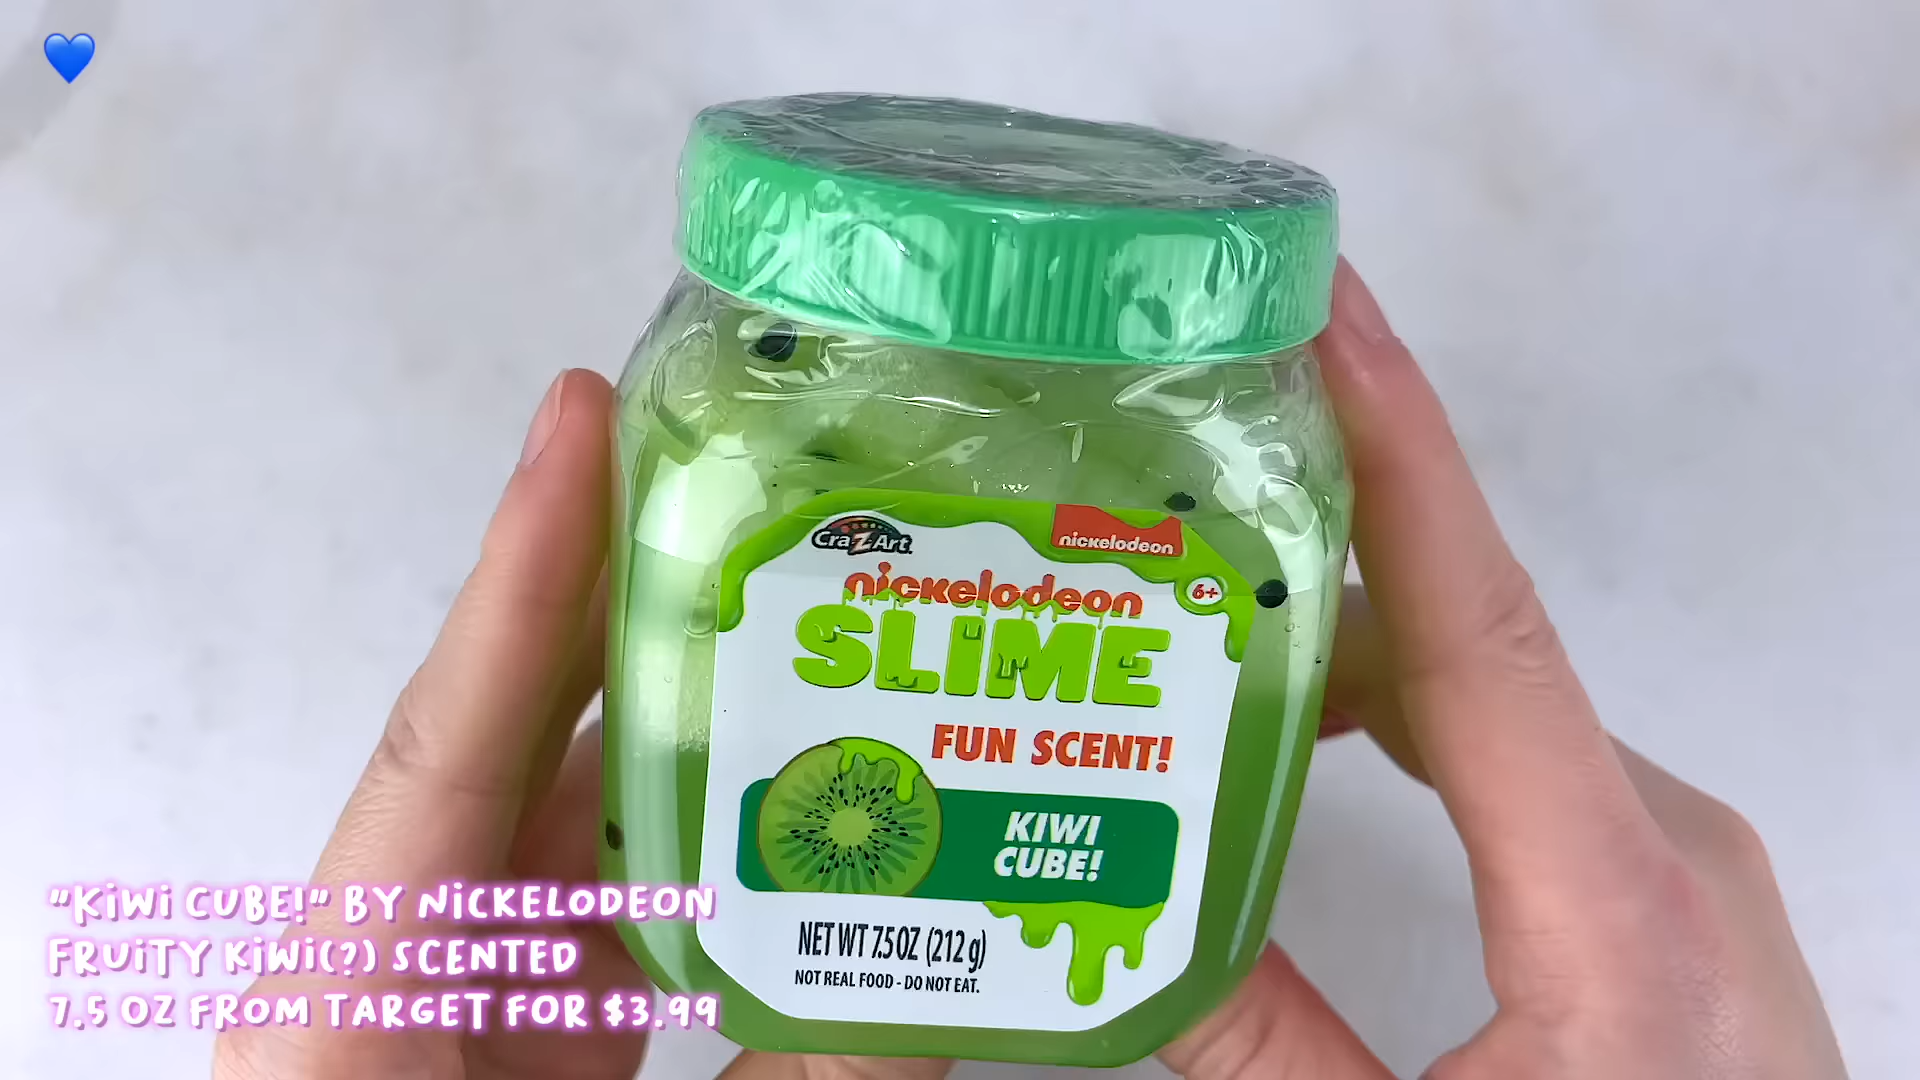 Cra-Z-Art
nickelodeon
nickelodeon
SLIME
6+
FUN SCENT!
KIWI
CUBE!
NET WT 7.5 OZ (212 g)
NOT REAL FOOD - DO NOT EAT.
"KiWi CUBE!" BY NiCKELODEON
FRUiTY KiWi(?) SCENTED
7.5 OZ FROM TARGET FOR $3.99